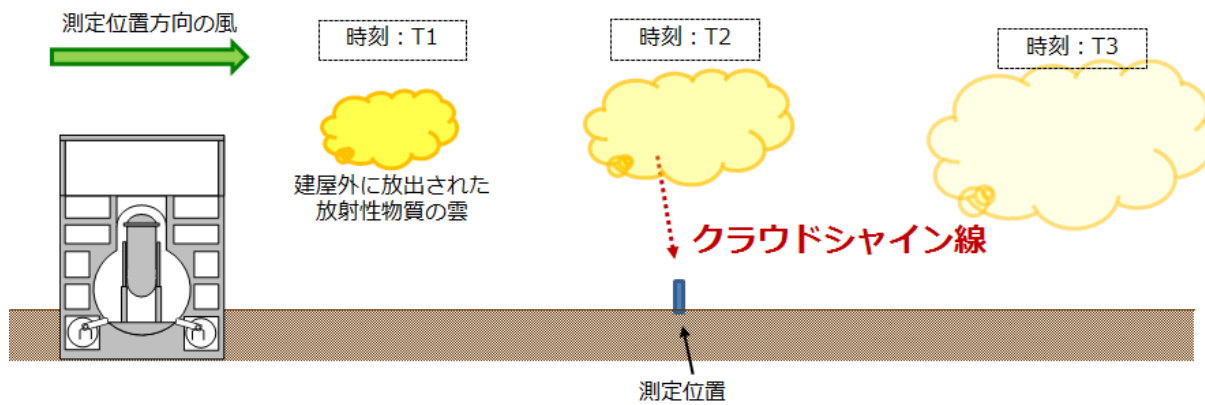 測定位置方向の風
時刻：T1
時刻：T2
時刻：T3
建屋外に放出された
放射性物質の雲
クラウドシャイン線
測定位置